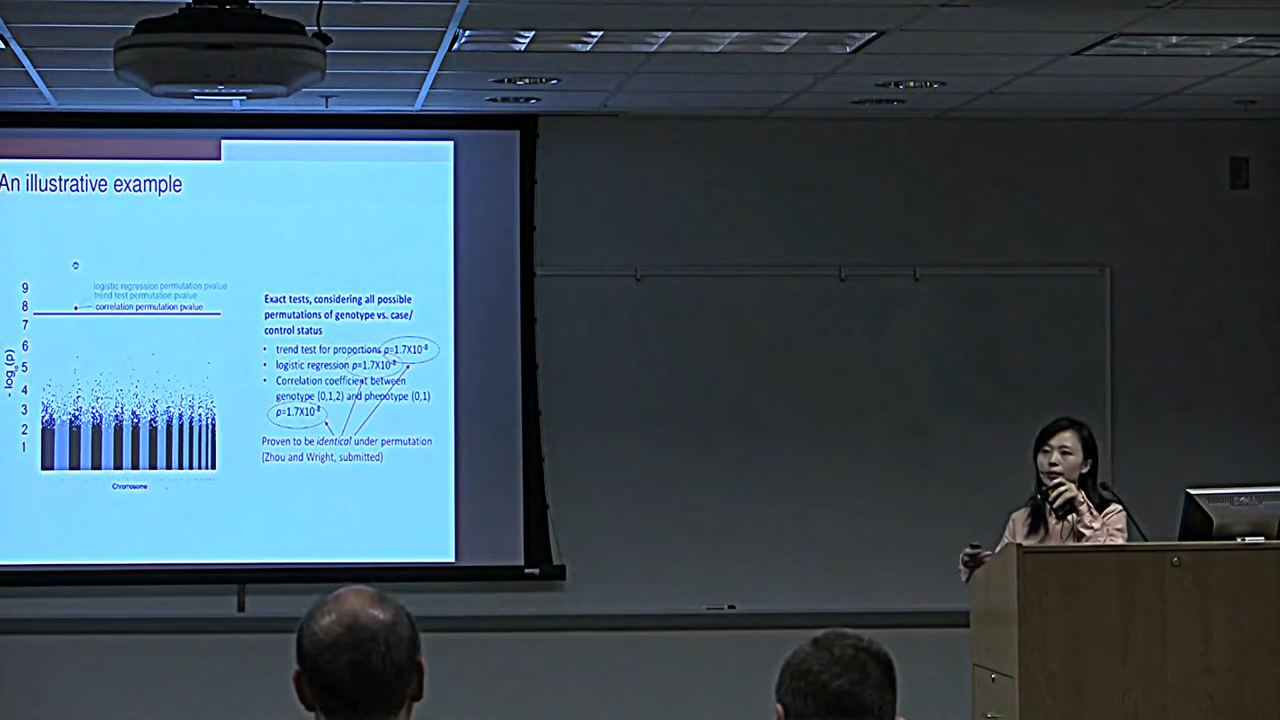 An illustrative example
9
8
7
6
5
4
3
2
1
- log (p)
logistic regression permutation pvalue
trend test permutation pvalue
correlation permutation pvalue
Chromosome
Exact tests, considering all possible
permutations of genotype vs. case/
control status
• trend test for proportions p=1.7X10⁻⁸
• logistic regression p=1.7X10⁻⁸
• Correlation coefficient between
genotype (0,1,2) and phepotype (0,1)
p=1.7X10⁻⁸
Proven to be identical under permutation
(Zhou and Wright, submitted)